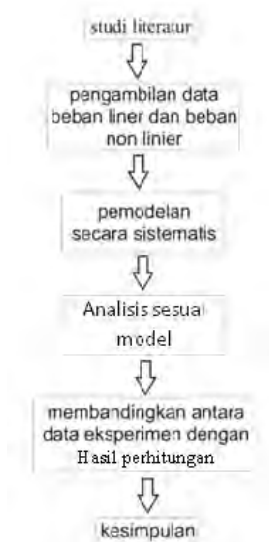 studi literatur
pengambilan data
beban liner dan beban
non linier
pemodelan
secara sistematis
Analisis sesuai
model
membandingkan antara
data eksperimen dengan
Hasil perhitungan
kesimpulan